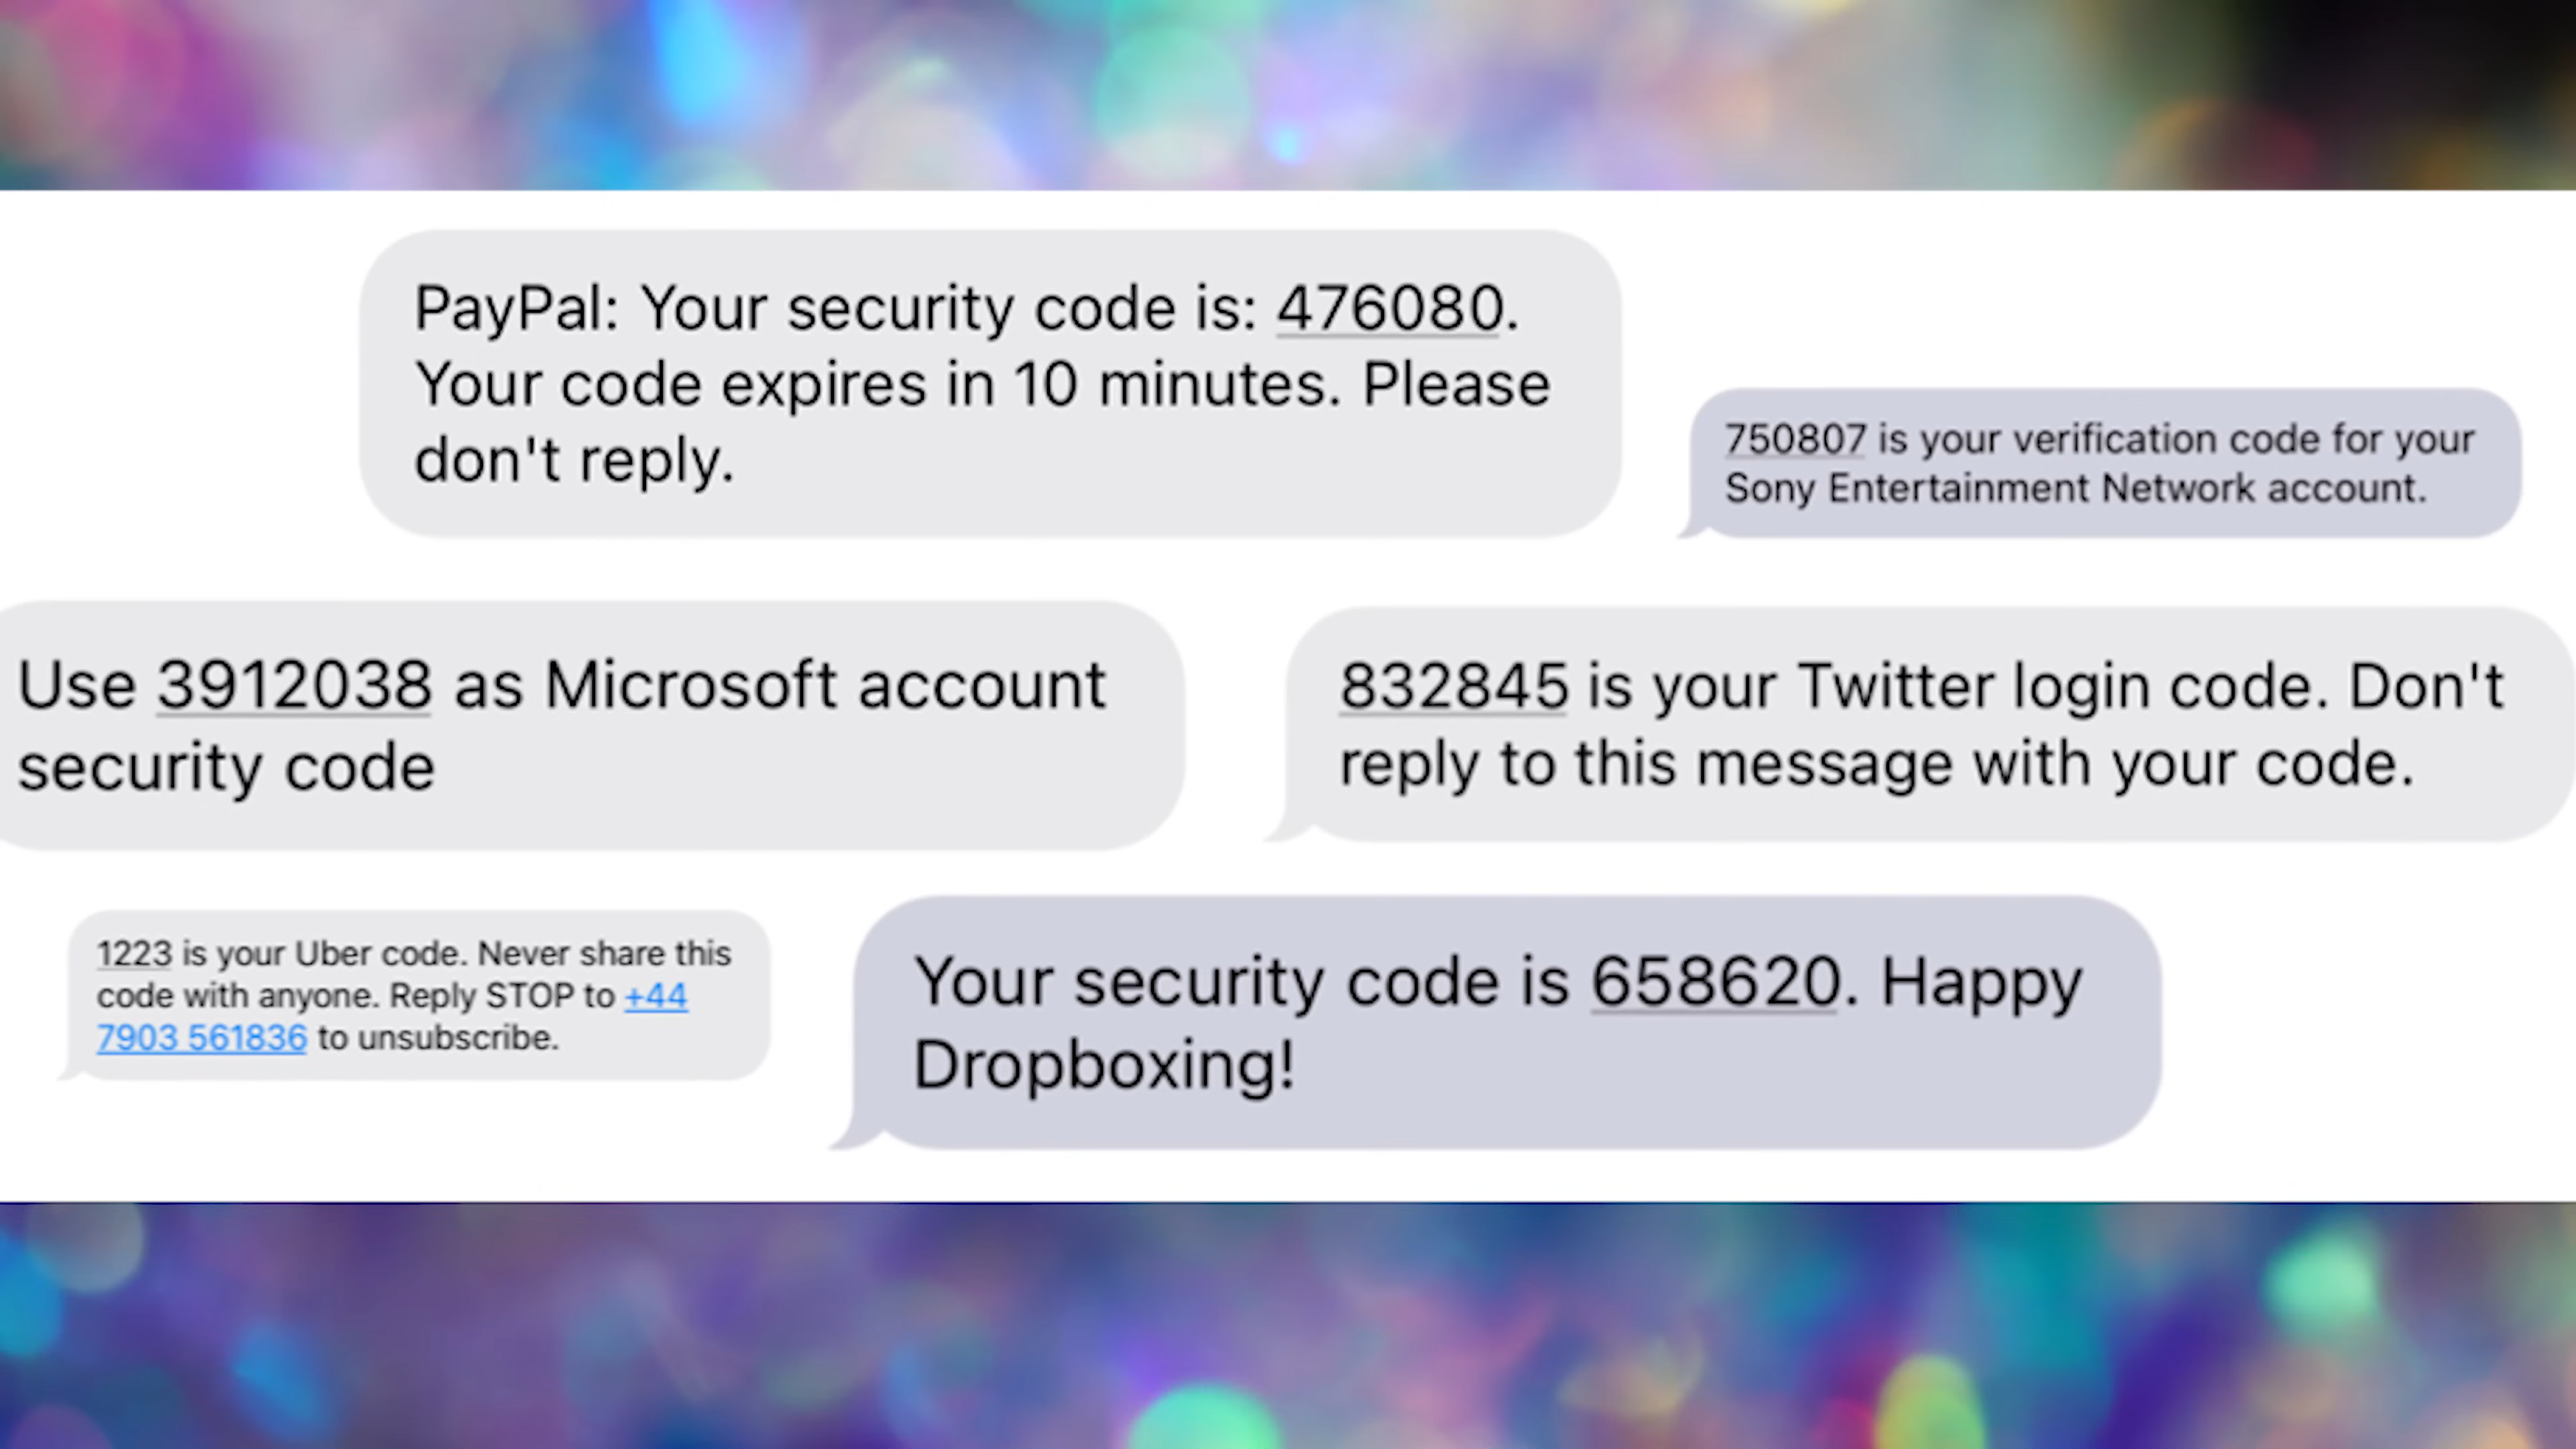 PayPal: Your security code is: 476080.
Your code expires in 10 minutes. Please
don't reply.
750807 is your verification code for your
Sony Entertainment Network account.
Use 3912038 as Microsoft account
security code
832845 is your Twitter login code. Don't
reply to this message with your code.
1223 is your Uber code. Never share this
code with anyone. Reply STOP to +44
7903 561836 to unsubscribe.
Your security code is 658620. Happy
Dropboxing!